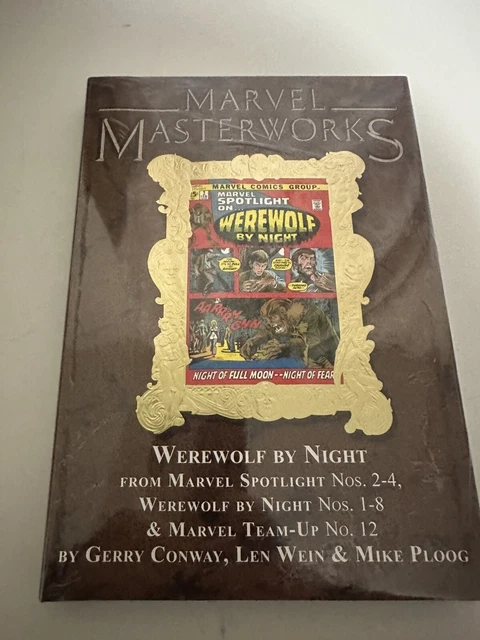 MARVEL
MASTERWORKS
MARVEL COMICS GROUP
2
MARVEL
SPOTLIGHT
ON...
WEREWOLF
BY NIGHT
NIGHT OF FULL MOON--NIGHT OF FEAR
WEREWOLF BY NIGHT
FROM MARVEL SPOTLIGHT NOS. 2-4,
WEREWOLF BY NIGHT NOS. 1-8
& MARVEL TEAM-UP NO. 12
BY GERRY CONWAY, LEN WEIN & MIKE PLOOG